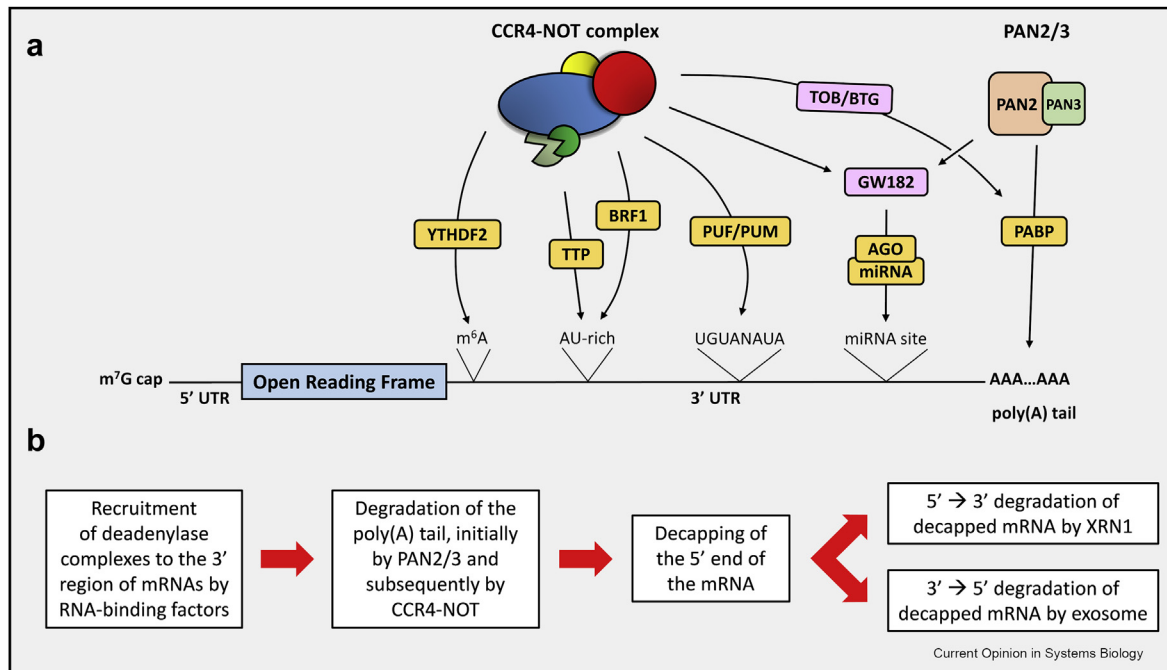 a
CCR4-NOT complex
PAN2/3
TOB/BTG
PAN2
PAN3
GW182
YTHDF2
BRF1
TTP
PUF/PUM
AGO
miRNA
PABP
m⁶A
AU-rich
UGUANAUA
miRNA site
m⁷G cap
5’ UTR
Open Reading Frame
3’ UTR
AAA...AAA
poly(A) tail
b
Recruitment
of deadenylase
complexes to the 3’
region of mRNAs by
RNA-binding factors
Degradation of the
poly(A) tail, initially
by PAN2/3 and
subsequently by
CCR4-NOT
Decapping of
the 5’ end of
the mRNA
5’ → 3’ degradation of
decapped mRNA by XRN1
3’ → 5’ degradation of
decapped mRNA by exosome
Current Opinion in Systems Biology